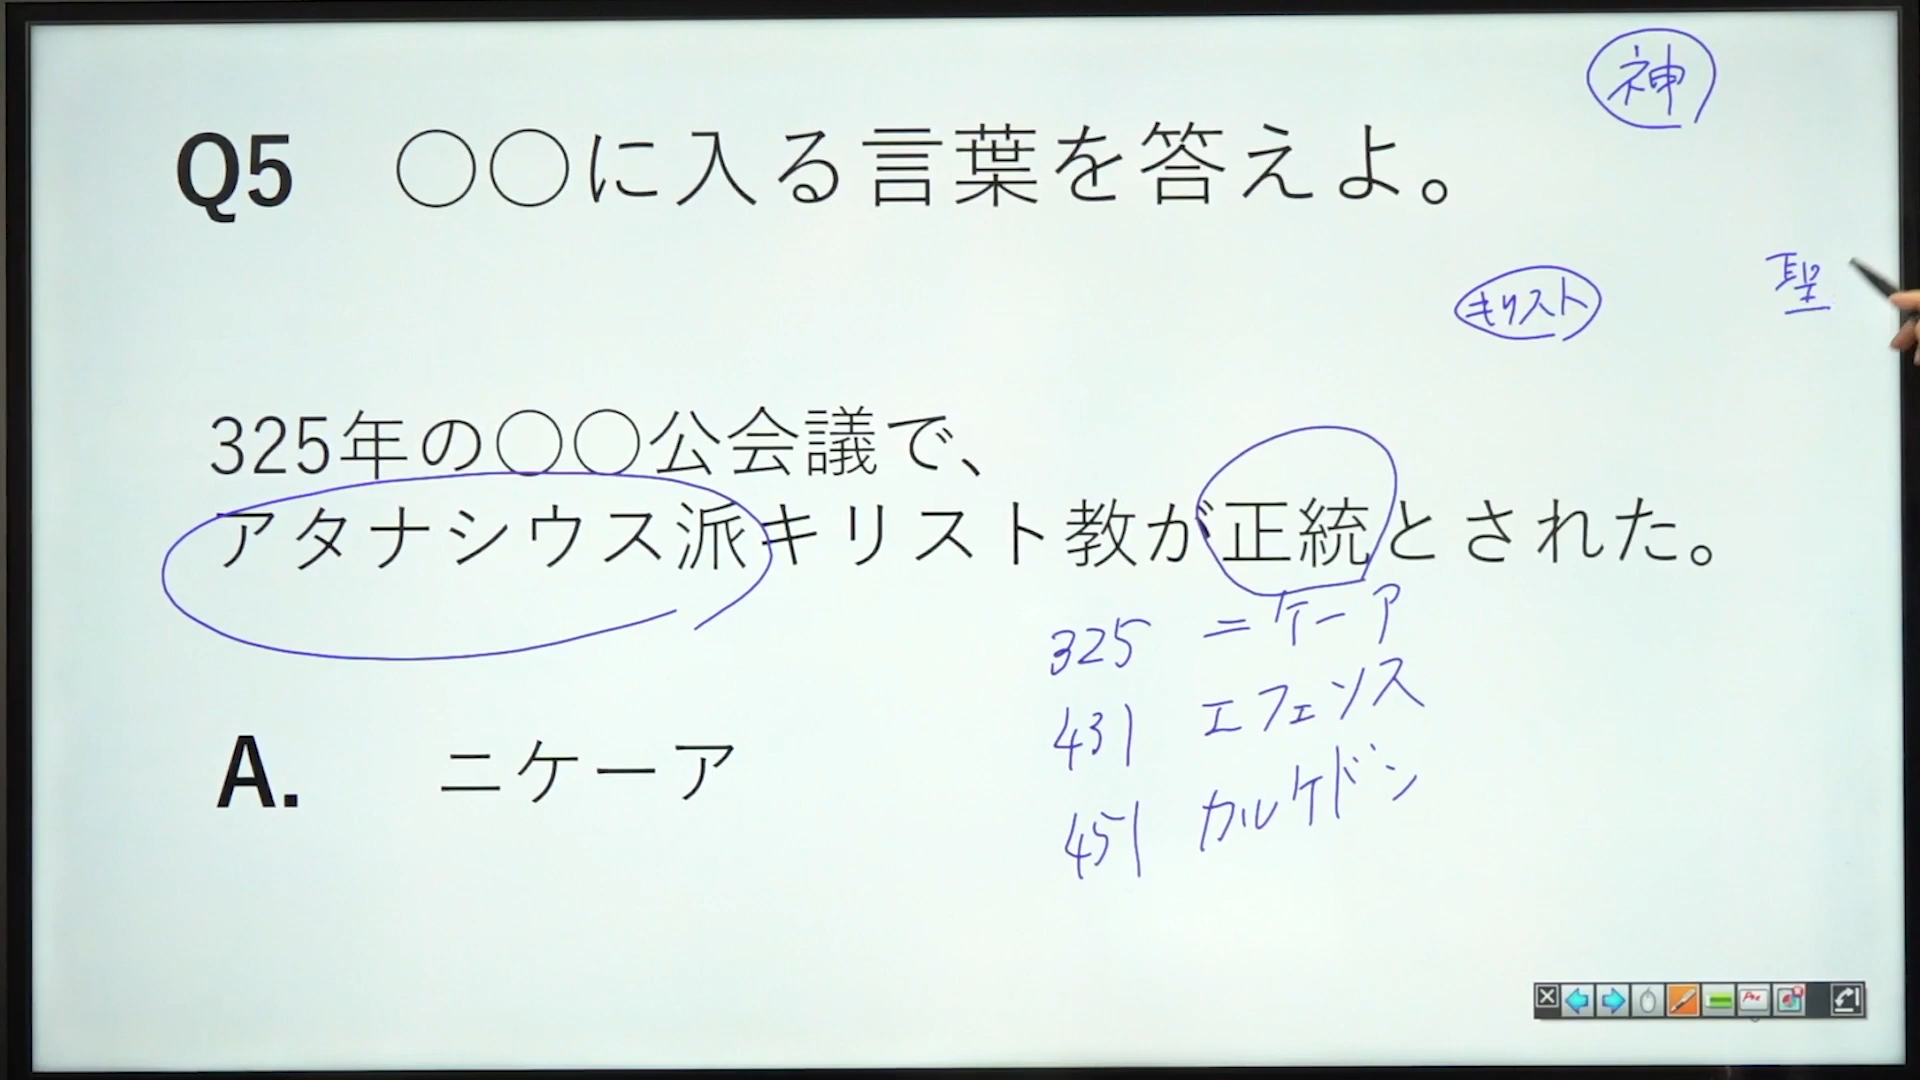 神
Q5 ○○に入る言葉を答えよ。
キリスト
聖
325年の○○公会議で、
アタナシウス派キリスト教が正統とされた。
325 ニケーア
431 エフェソス
451 カルケドン
A. ニケーア